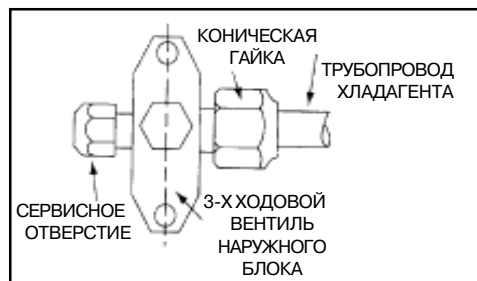 КОНИЧЕСКАЯ
ГАЙКА
ТРУБОПРОВОД
ХЛАДАГЕНТА
СЕРВИСНОЕ
ОТВЕРСТИЕ
3-Х ХОДОВОЙ
ВЕНТИЛЬ
НАРУЖНОГО
БЛОКА